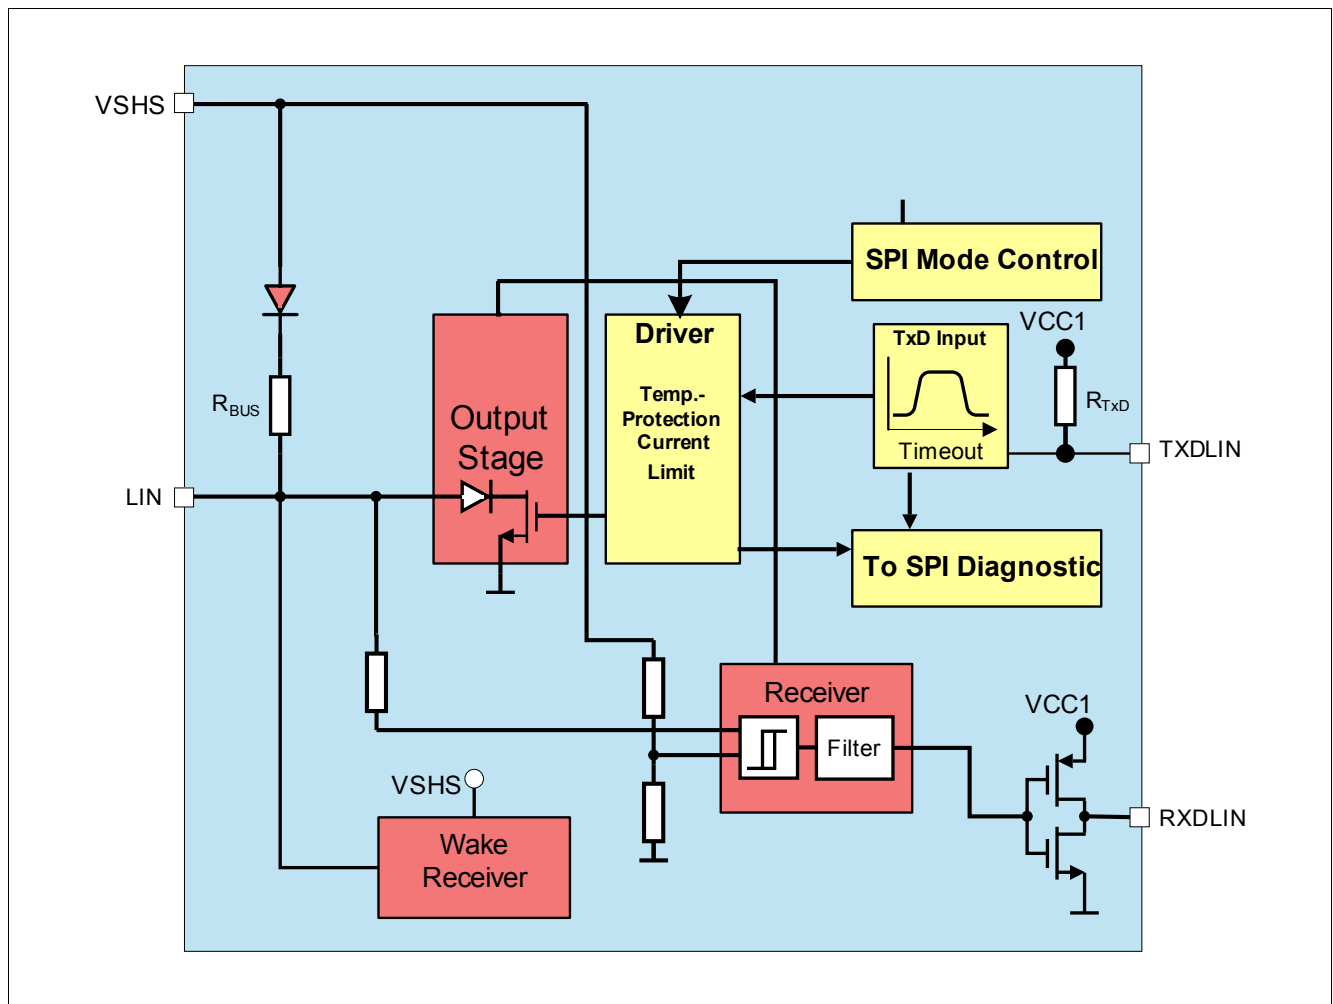 VSHS
SPI Mode Control
VCC1
Driver
TxD Input
Temp.-
Protection
Current
Limit
RBUS
RTxD
Output
Stage
Timeout
TXDLIN
LIN
To SPI Diagnostic
Receiver
VCC1
Filter
VSHS
RXDLIN
Wake
Receiver